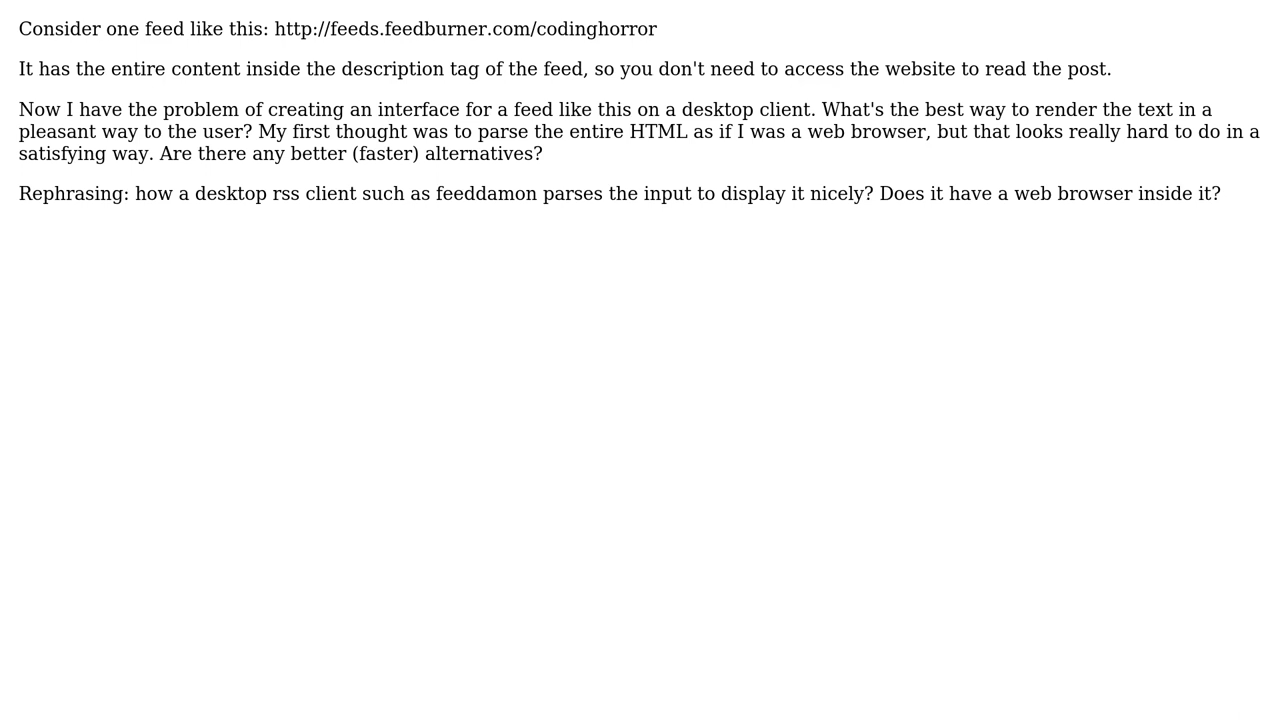 Consider one feed like this: http://feeds.feedburner.com/codinghorror
It has the entire content inside the description tag of the feed, so you don't need to access the website to read the post.
Now I have the problem of creating an interface for a feed like this on a desktop client. What's the best way to render the text in a
pleasant way to the user? My first thought was to parse the entire HTML as if I was a web browser, but that looks really hard to do in a
satisfying way. Are there any better (faster) alternatives?
Rephrasing: how a desktop rss client such as feeddamon parses the input to display it nicely? Does it have a web browser inside it?